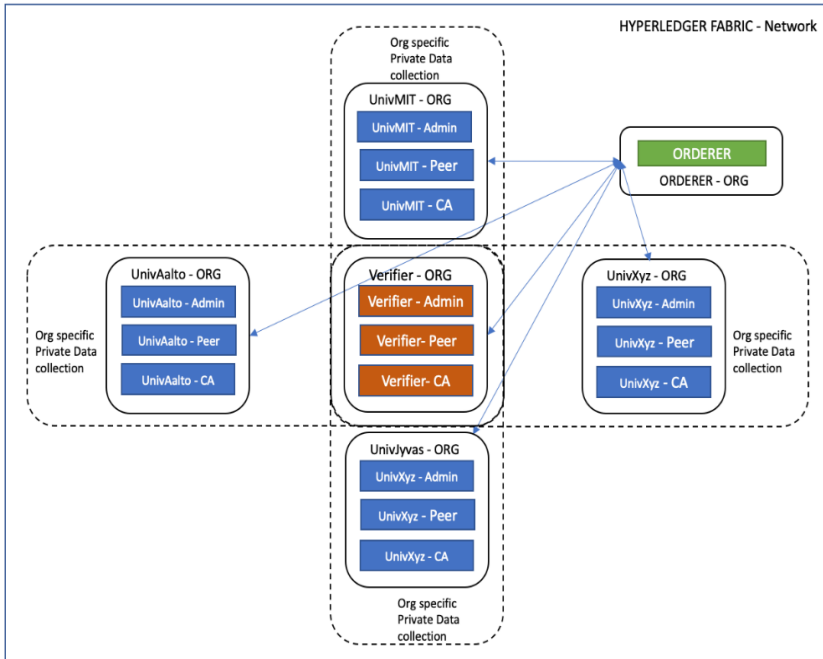 HYPERLEDGER FABRIC - Network
Org specific
Private Data
collection
UnivMIT - ORG
UnivMIT - Admin
UnivMIT - Peer
UnivMIT - CA
ORDERER
ORDERER - ORG
UnivAalto - ORG
UnivAalto - Admin
UnivAalto - Peer
UnivAalto - CA
Org specific
Private Data
collection
Verifier - ORG
Verifier - Admin
Verifier- Peer
Verifier- CA
UnivXyz - ORG
UnivXyz - Admin
UnivXyz - Peer
UnivXyz - CA
Org specific
Private Data
collection
UnivJyvas - ORG
UnivXyz - Admin
UnivXyz - Peer
UnivXyz - CA
Org specific
Private Data
collection